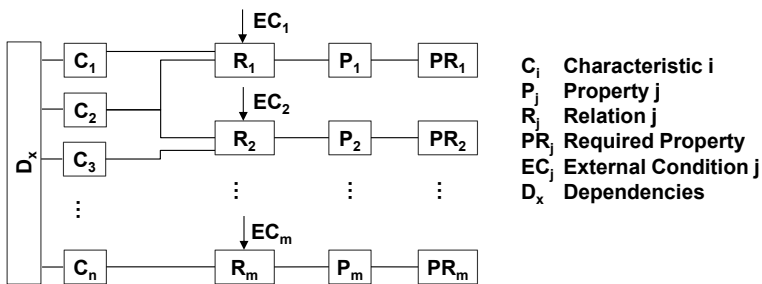 EC₁
C₁ R₁ P₁ PR₁
C₂ EC₂
R₂ P₂ PR₂
C₃
Dₓ
⋮ ⋮ ⋮ ⋮
ECₘ
Cₙ Rₘ Pₘ PRₘ
Cᵢ Characteristic i
Pⱼ Property j
Rⱼ Relation j
PRⱼ Required Property
ECⱼ External Condition j
Dₓ Dependencies